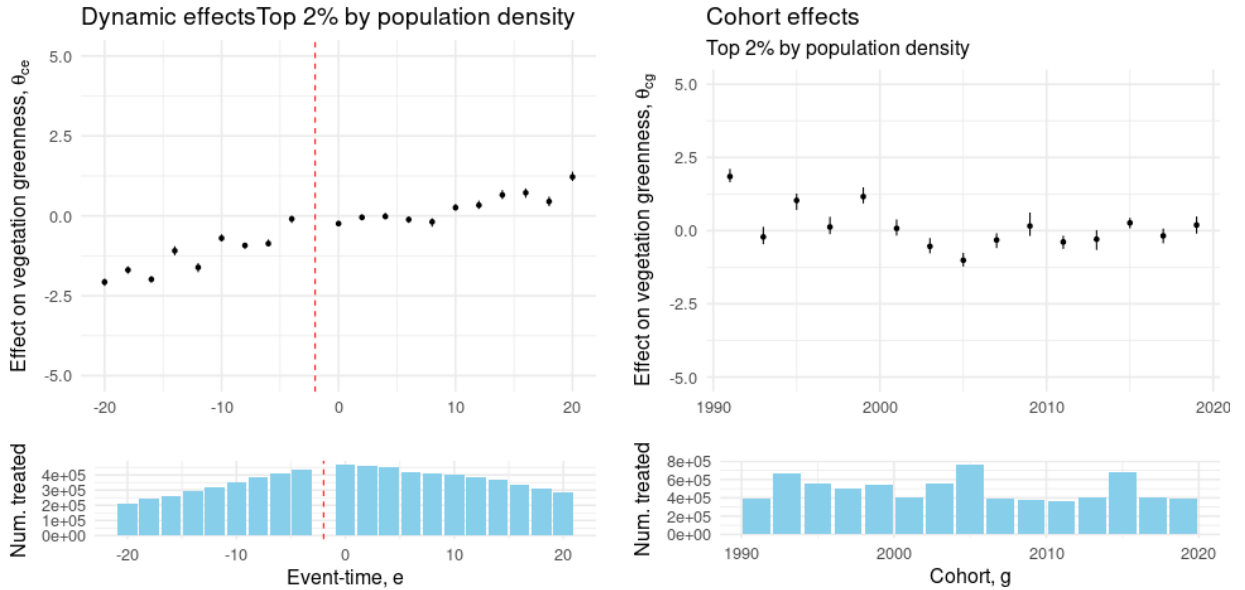 Dynamic effectsTop 2% by population density
Effect on vegetation greenness, θce
5.0
2.5
0.0
-2.5
-5.0
-20
-10
0
10
20
Num. treated
4e+05
3e+05
2e+05
1e+05
0e+00
-20
-10
0
10
20
Event-time, e
Cohort effects
Top 2% by population density
Effect on vegetation greenness, θcg
5.0
2.5
0.0
-2.5
-5.0
1990
2000
2010
2020
Num. treated
8e+05
6e+05
4e+05
2e+05
0e+00
1990
2000
2010
2020
Cohort, g